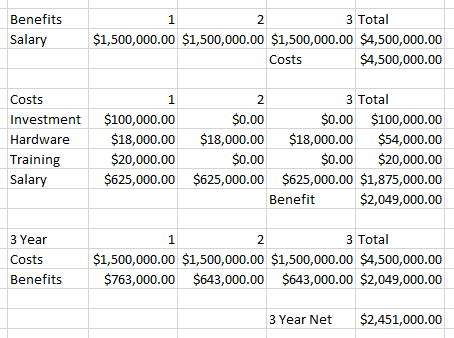 Benefits 1 2 3 Total
Salary $1,500,000.00 $1,500,000.00 $1,500,000.00 $4,500,000.00
Costs $4,500,000.00
Costs 1 2 3 Total
Investment $100,000.00 $0.00 $0.00 $100,000.00
Hardware $18,000.00 $18,000.00 $18,000.00 $54,000.00
Training $20,000.00 $0.00 $0.00 $20,000.00
Salary $625,000.00 $625,000.00 $625,000.00 $1,875,000.00
Benefit $2,049,000.00
3 Year 1 2 3 Total
Costs $1,500,000.00 $1,500,000.00 $1,500,000.00 $4,500,000.00
Benefits $763,000.00 $643,000.00 $643,000.00 $2,049,000.00
3 Year Net $2,451,000.00